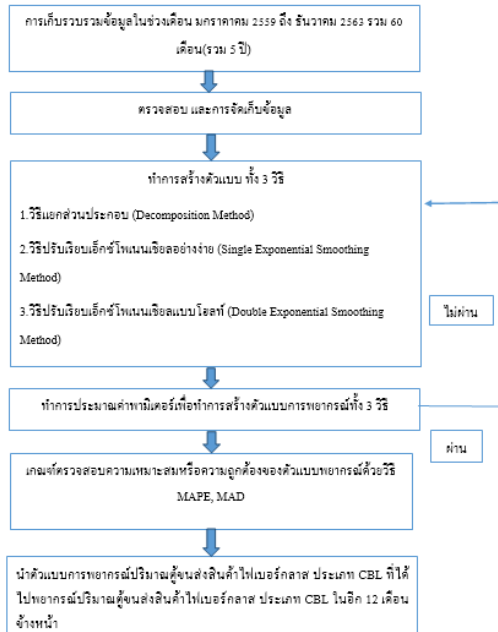 การเก็บรวบรวมข้อมูลในช่วงเดือน มกราคาคม 2559 ถึง ธันวาคม 2563 รวม 60
เดือน(รวม 5 ปี)
ตรวจสอบ และการจัดเก็บข้อมูล
ทำการสร้างตัวแบบ ทั้ง 3 วิธี
1.วิธีแยกส่วนประกอบ (Decomposition Method)
2.วิธีปรับเรียบเอ็กซ์โพเนนเชียลอย่างง่าย (Single Exponential Smoothing
Method)
3.วิธีปรับเรียบเอ็กซ์โพเนนเชียลแบบโฮลท์ (Double Exponential Smoothing
Method)
ไม่ผ่าน
ทำการประมาณค่าพามิเตอร์เพื่อทำการสร้างตัวแบบการพยากรณ์ทั้ง 3 วิธี
ผ่าน
เกณฑ์ตรวจสอบความเหมาะสมหรือความถูกต้องของตัวแบบพยากรณ์ด้วยวิธี
MAPE, MAD
นำตัวแบบการพยากรณ์ปริมาณตู้ขนส่งสินค้าไฟเบอร์กลาส ประเภท CBL ที่ได้
ไปพยากรณ์ปริมาณตู้ขนส่งสินค้าไฟเบอร์กลาส ประเภท CBL ในอีก 12 เดือน
ข้างหน้า